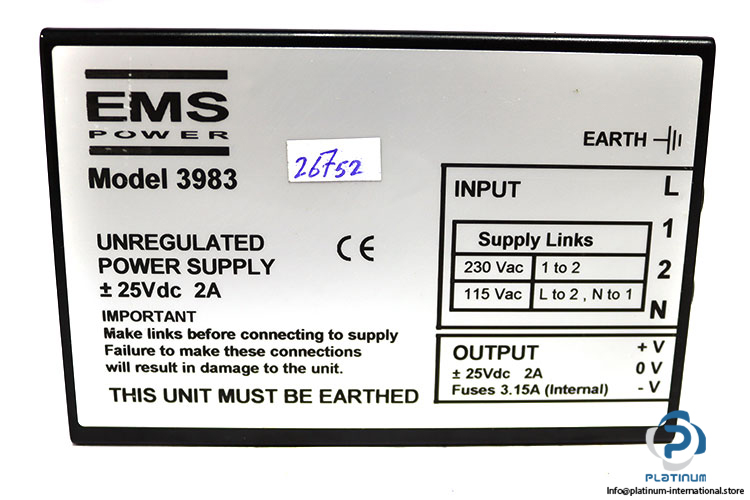 EMS
POWER
Model 3983
26752
UNREGULATED
POWER SUPPLY
± 25Vdc 2A
CE
IMPORTANT
Make links before connecting to supply
Failure to make these connections
will result in damage to the unit.
THIS UNIT MUST BE EARTHED
EARTH
L
1
2
N
INPUT
Supply Links
230 Vac 1 to 2
115 Vac L to 2 , N to 1
OUTPUT
± 25Vdc 2A
Fuses 3.15A (Internal)
+ V
0 V
- V
PLATINUM
Info@platinum-international.store